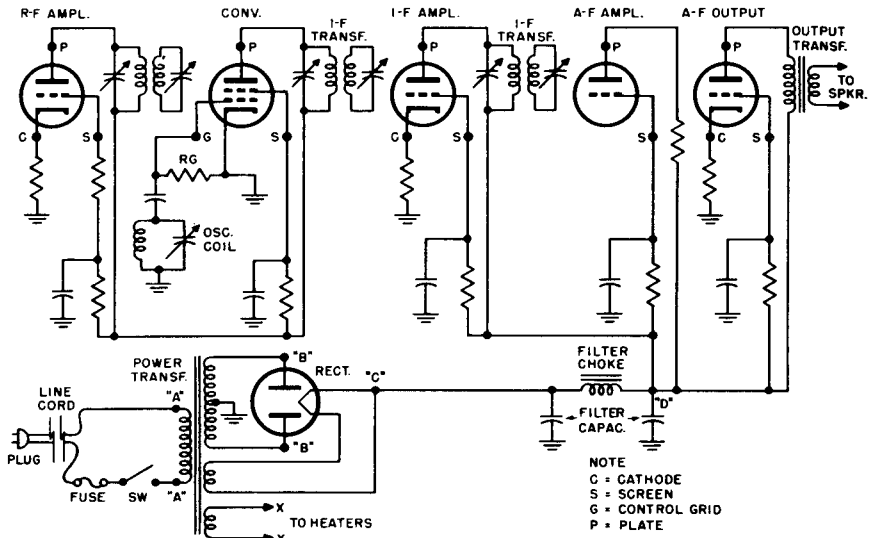 R-F AMPL.
CONV.
I-F
TRANSF.
I-F AMPL.
I-F
TRANSF.
A-F AMPL.
A-F OUTPUT
OUTPUT
TRANSF.
P
P
P
P
P
TO
SPKR.
C
S
G
S
C
S
S
C
S
RG
OSC.
COIL
POWER
TRANSF.
"B"
RECT.
"C"
FILTER
CHOKE
LINE
CORD
"A"
"D"
FILTER
CAPAC.
PLUG
"B"
FUSE
SW
"A"
X
TO HEATERS
X
NOTE
C = CATHODE
S = SCREEN
G = CONTROL GRID
P = PLATE